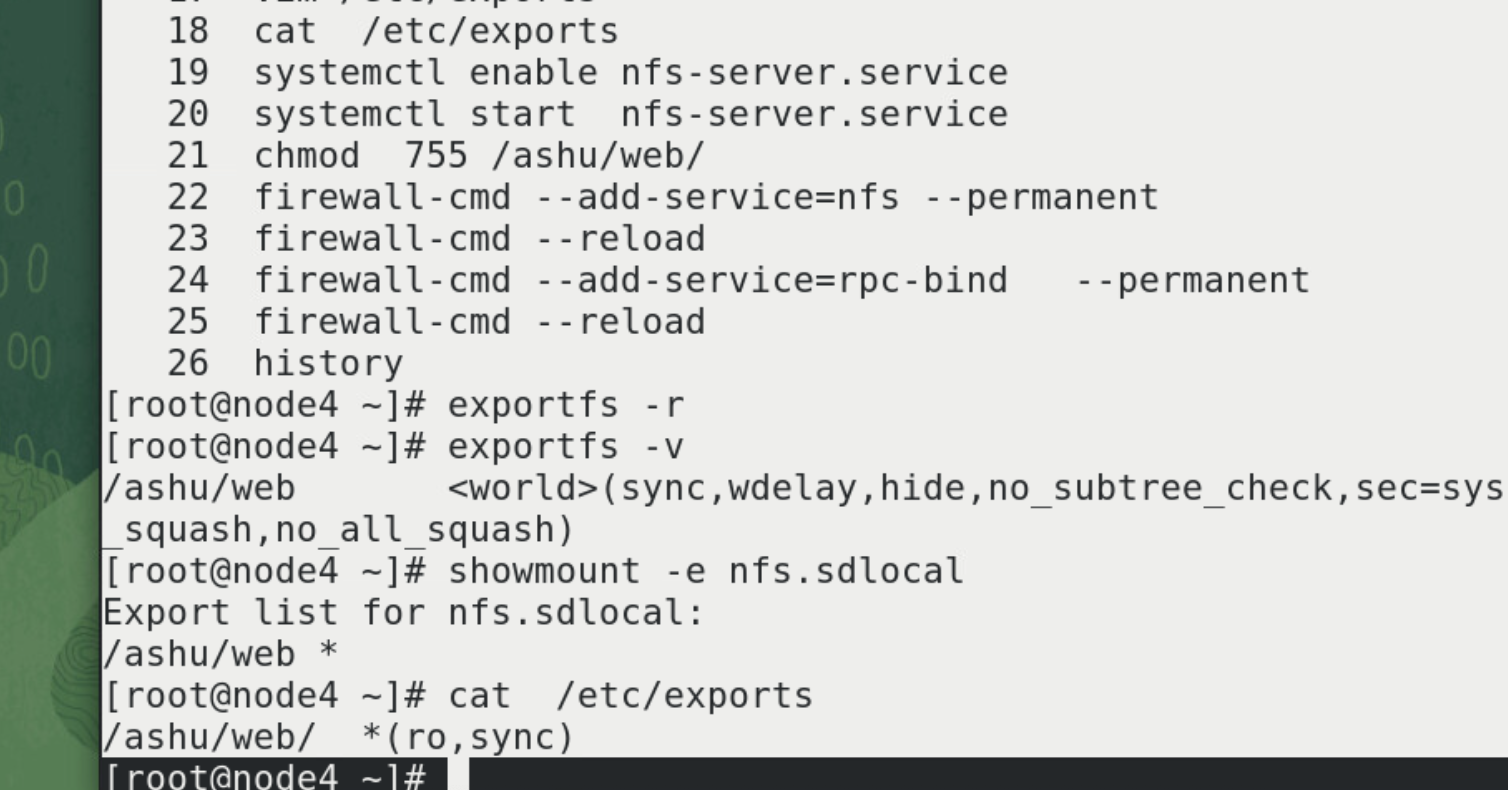 18  cat  /etc/exports
19  systemctl enable nfs-server.service
20  systemctl start  nfs-server.service
21  chmod  755 /ashu/web/
22  firewall-cmd --add-service=nfs --permanent
23  firewall-cmd --reload
24  firewall-cmd --add-service=rpc-bind   --permanent
25  firewall-cmd --reload
26  history
[root@node4 ~]# exportfs -r
[root@node4 ~]# exportfs -v
/ashu/web       <world>(sync,wdelay,hide,no_subtree_check,sec=sys
_squash,no_all_squash)
[root@node4 ~]# showmount -e nfs.sdlocal
Export list for nfs.sdlocal:
/ashu/web *
[root@node4 ~]# cat  /etc/exports
/ashu/web/  *(ro,sync)
[root@node4 ~]#